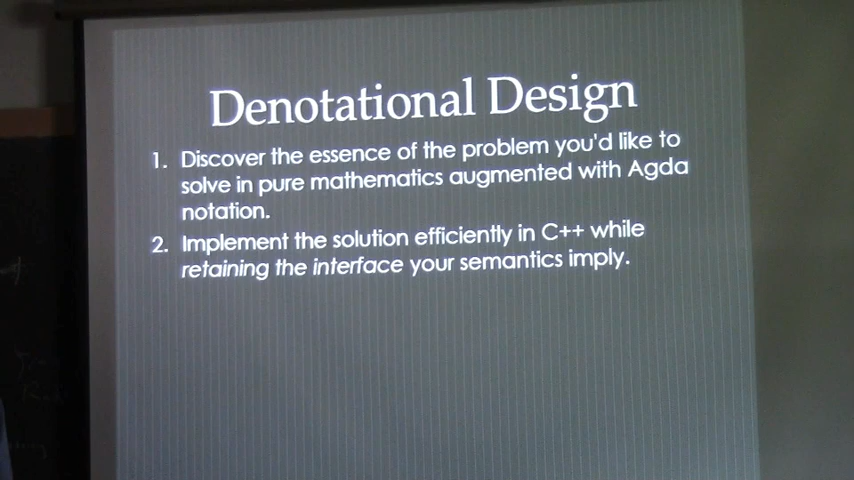 Denotational Design
1. Discover the essence of the problem you'd like to
solve in pure mathematics augmented with Agda
notation.
2. Implement the solution efficiently in C++ while
retaining the interface your semantics imply.